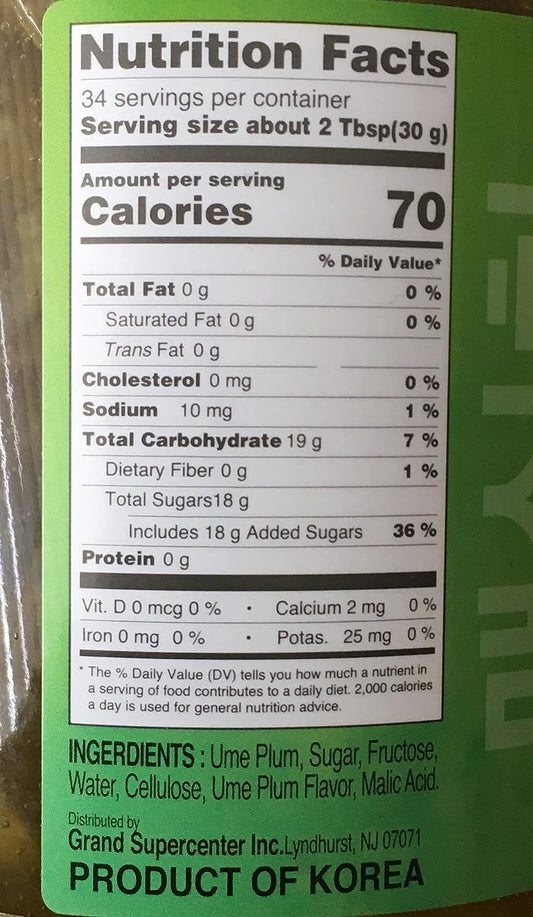 Nutrition Facts
34 servings per container
Serving size about 2 Tbsp(30 g)
Amount per serving
Calories 70
% Daily Value*
Total Fat 0 g 0 %
Saturated Fat 0 g 0 %
Trans Fat 0 g
Cholesterol 0 mg 0 %
Sodium 10 mg 1 %
Total Carbohydrate 19 g 7 %
Dietary Fiber 0 g 1 %
Total Sugars18 g
Includes 18 g Added Sugars 36 %
Protein 0 g
Vit. D 0 mcg 0 % • Calcium 2 mg 0 %
Iron 0 mg 0 % • Potas. 25 mg 0 %
* The % Daily Value (DV) tells you how much a nutrient in
a serving of food contributes to a daily diet. 2,000 calories
a day is used for general nutrition advice.
INGERDIENTS : Ume Plum, Sugar, Fructose,
Water, Cellulose, Ume Plum Flavor, Malic Acid.
Distributed by
Grand Supercenter Inc.Lyndhurst, NJ 07071
PRODUCT OF KOREA